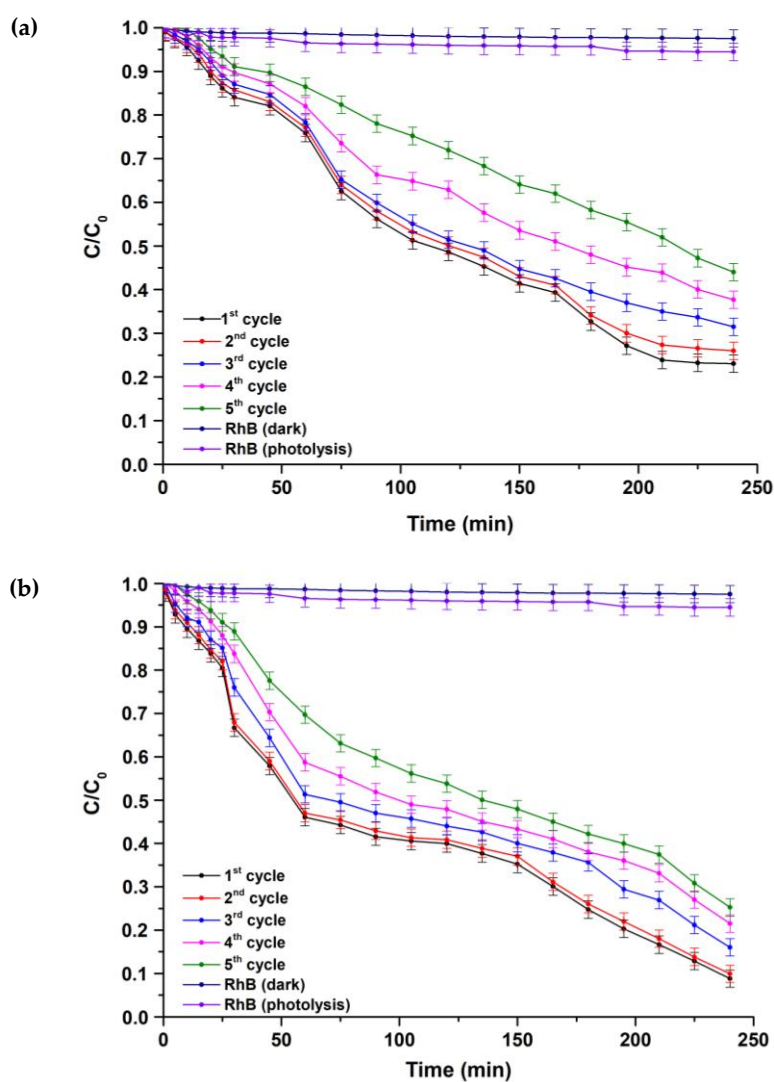 (a)
1.0
0.9
0.8
0.7
0.6
0.5
0.4
0.3
0.2
0.1
0.0
C/C₀
1st cycle
2nd cycle
3rd cycle
4th cycle
5th cycle
RhB (dark)
RhB (photolysis)
0 50 100 150 200 250
Time (min)
(b)
1.0
0.9
0.8
0.7
0.6
0.5
0.4
0.3
0.2
0.1
0.0
C/C₀
1st cycle
2nd cycle
3rd cycle
4th cycle
5th cycle
RhB (dark)
RhB (photolysis)
0 50 100 150 200 250
Time (min)